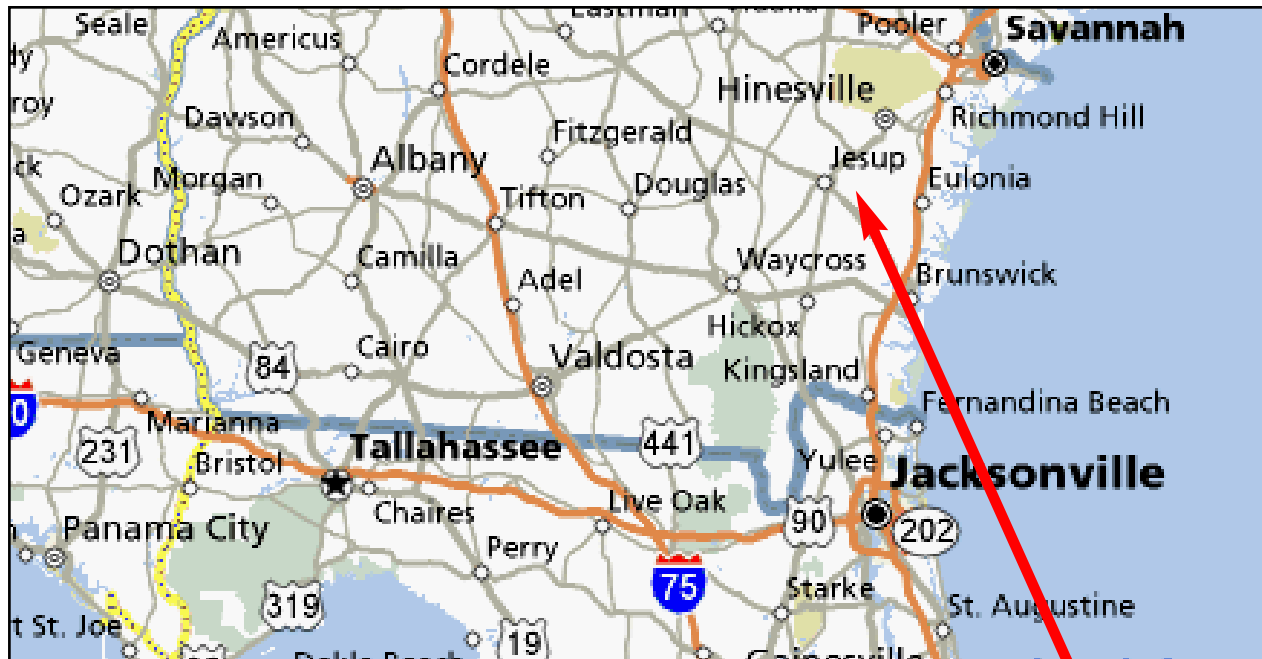 Seale
Americus
Pooler
Savannah
Cordele
Hinesville
Richmond Hill
Dawson
Fitzgerald
Albany
Jesup
Morgan
Ozark
Tifton
Douglas
Eulonia
Dothan
Camilla
Adel
Waycross
Brunswick
Hickox
Geneva
84
Cairo
Valdosta
Kingsland
Fernandina Beach
Marianna
231
Tallahassee
441
Yulee
Jacksonville
Bristol
Chaires
Live Oak
90
202
Panama City
Perry
75
Starke
319
St. Augustine
t St. Joe
19